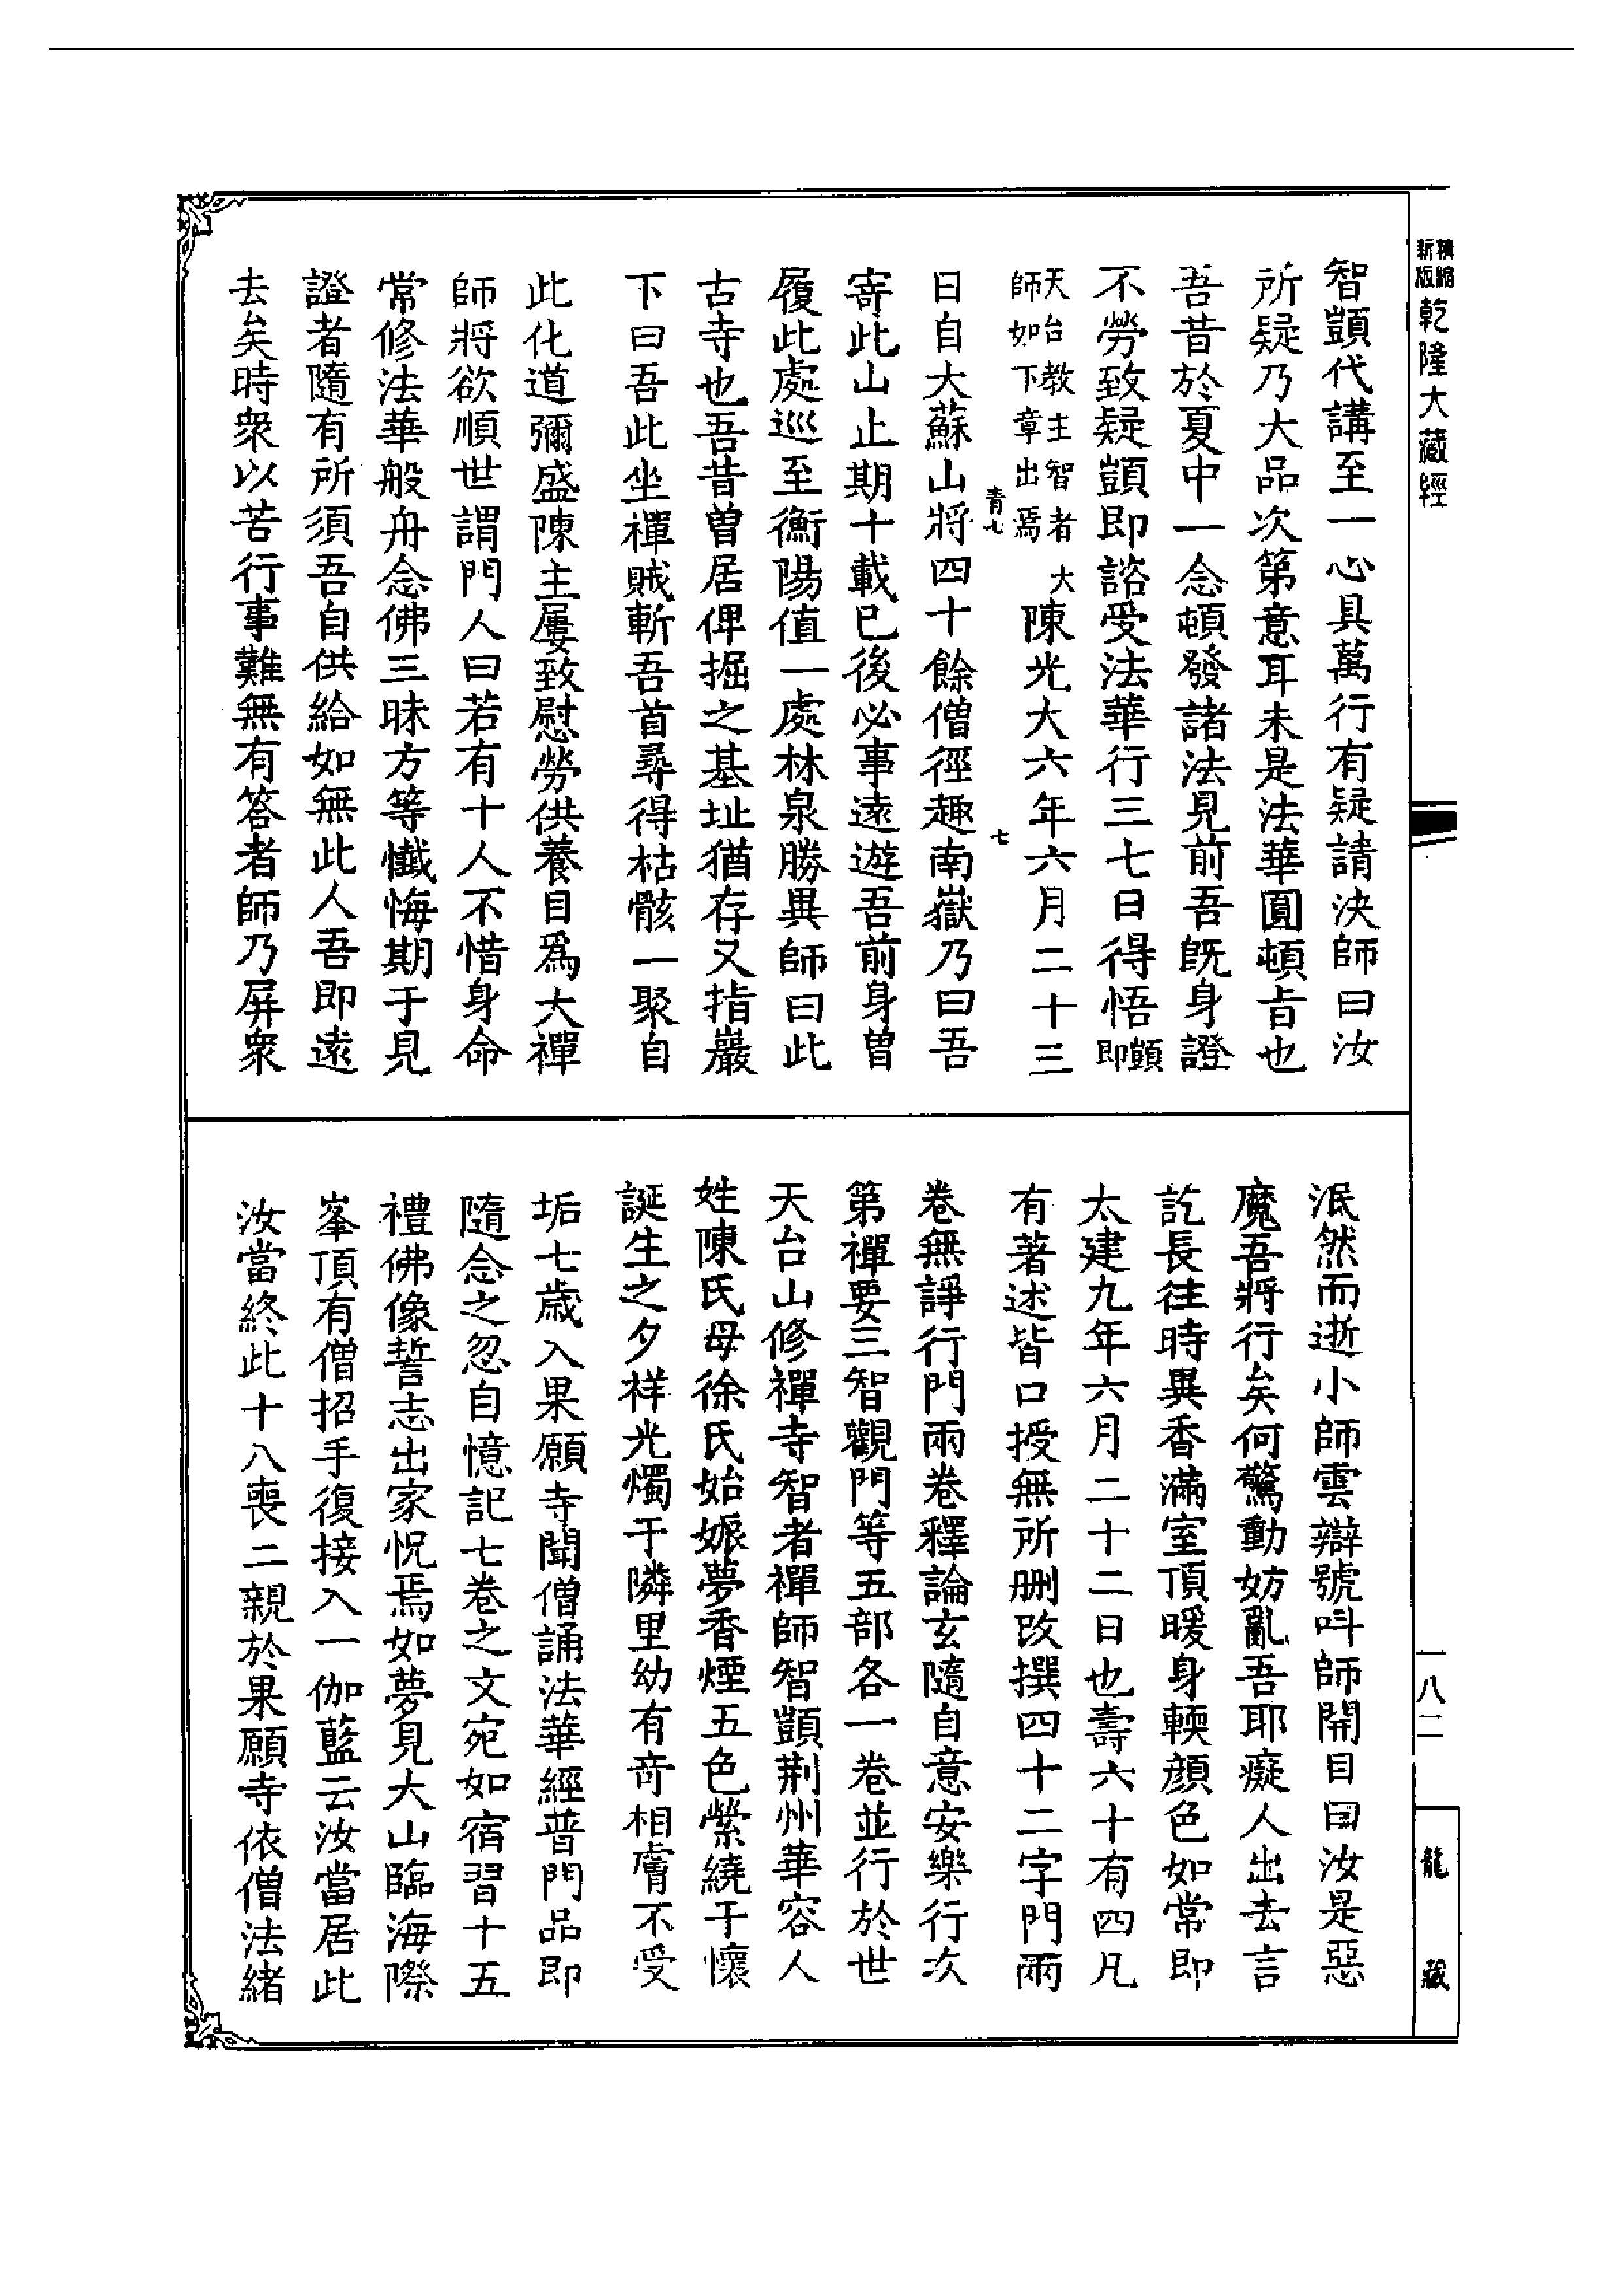 精縮新版乾隆大藏經
智顗代講至一心具萬行有疑請決師曰汝
所疑乃大品次第意耳未是法華圓頓旨也
吾昔於夏中一念頓發諸法見前吾旣身證
不勞致疑顗即諮受法華行三七日得悟顗即
天台教主智者大師如下章出焉陳光大六年六月二十三
日自大蘇山將四十餘僧徑趣南嶽乃曰吾
寄此山止期十載已後必事遠遊吾前身曾
履此處巡至衡陽值一處林泉勝異師曰此
古寺也吾昔曾居俾掘之基址猶存又指巖
下曰吾此坐禪賊斬吾首尋得枯骸一聚自
此化道彌盛陳主屢致慰勞供養目爲大禪
師將欲順世謂門人曰若有十人不惜身命
常修法華般舟念佛三昧方等懺悔期于見
證者隨有所須吾自供給如無此人吾即遠
去矣時衆以苦行事難無有答者師乃屏衆
泯然而逝小師雲辯號叫師開目曰汝是惡
魔吾將行矣何驚動妨亂吾耶癡人出去言
訖長往時異香滿室頂暖身輭顔色如常即
太建九年六月二十二日也壽六十有四凡
有著述皆口授無所删改撰四十二字門兩
卷無諍行門兩卷釋論玄隨自意安樂行次
第禪要三智觀門等五部各一卷並行於世
天台山修禪寺智者禪師智顗荆州華容人
姓陳氏母徐氏始娠夢香煙五色縈繞于懷
誕生之夕祥光燭于隣里幼有奇相膚不受
垢七歲入果願寺聞僧誦法華經普門品即
隨念之忽自憶記七卷之文宛如宿習十五
禮佛像誓志出家怳焉如夢見大山臨海際
峯頂有僧招手復接入一伽藍云汝當居此
汝當終此十八喪二親於果願寺依僧法緒
青七
七
一八二
龍藏